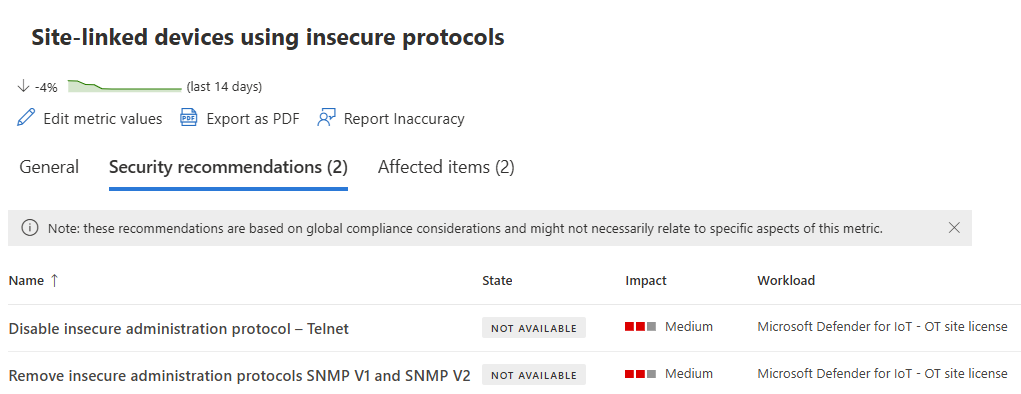 Site-linked devices using insecure protocols
-4% (last 14 days)
Edit metric values PDF Export as PDF Report Inaccuracy
General Security recommendations (2) Affected items (2)
Note: these recommendations are based on global compliance considerations and might not necessarily relate to specific aspects of this metric.
Name State Impact Workload
Disable insecure administration protocol – Telnet NOT AVAILABLE Medium Microsoft Defender for IoT - OT site license
Remove insecure administration protocols SNMP V1 and SNMP V2 NOT AVAILABLE Medium Microsoft Defender for IoT - OT site license